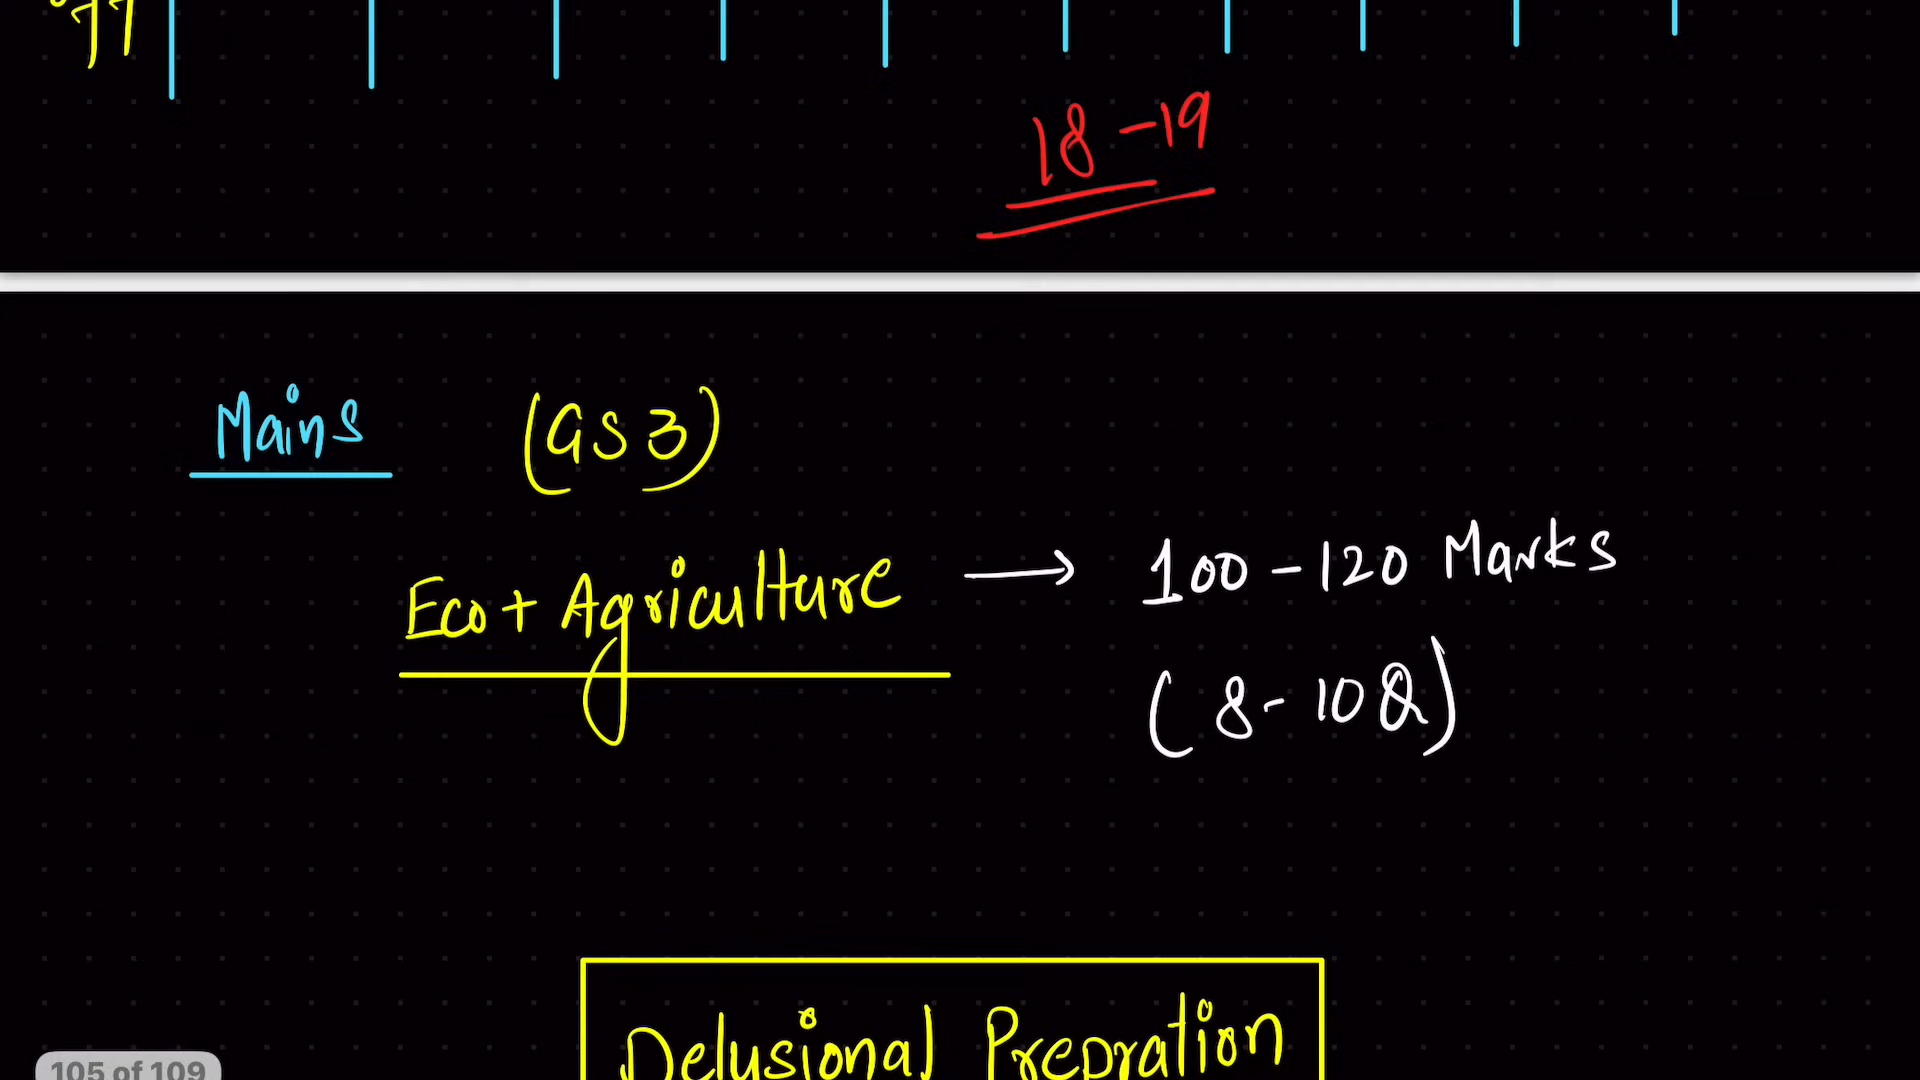 18-19
Mains (GS3)
Eco + Agriculture → 100-120 Marks
(8-10Q)
Delusional Prepration
105 of 109